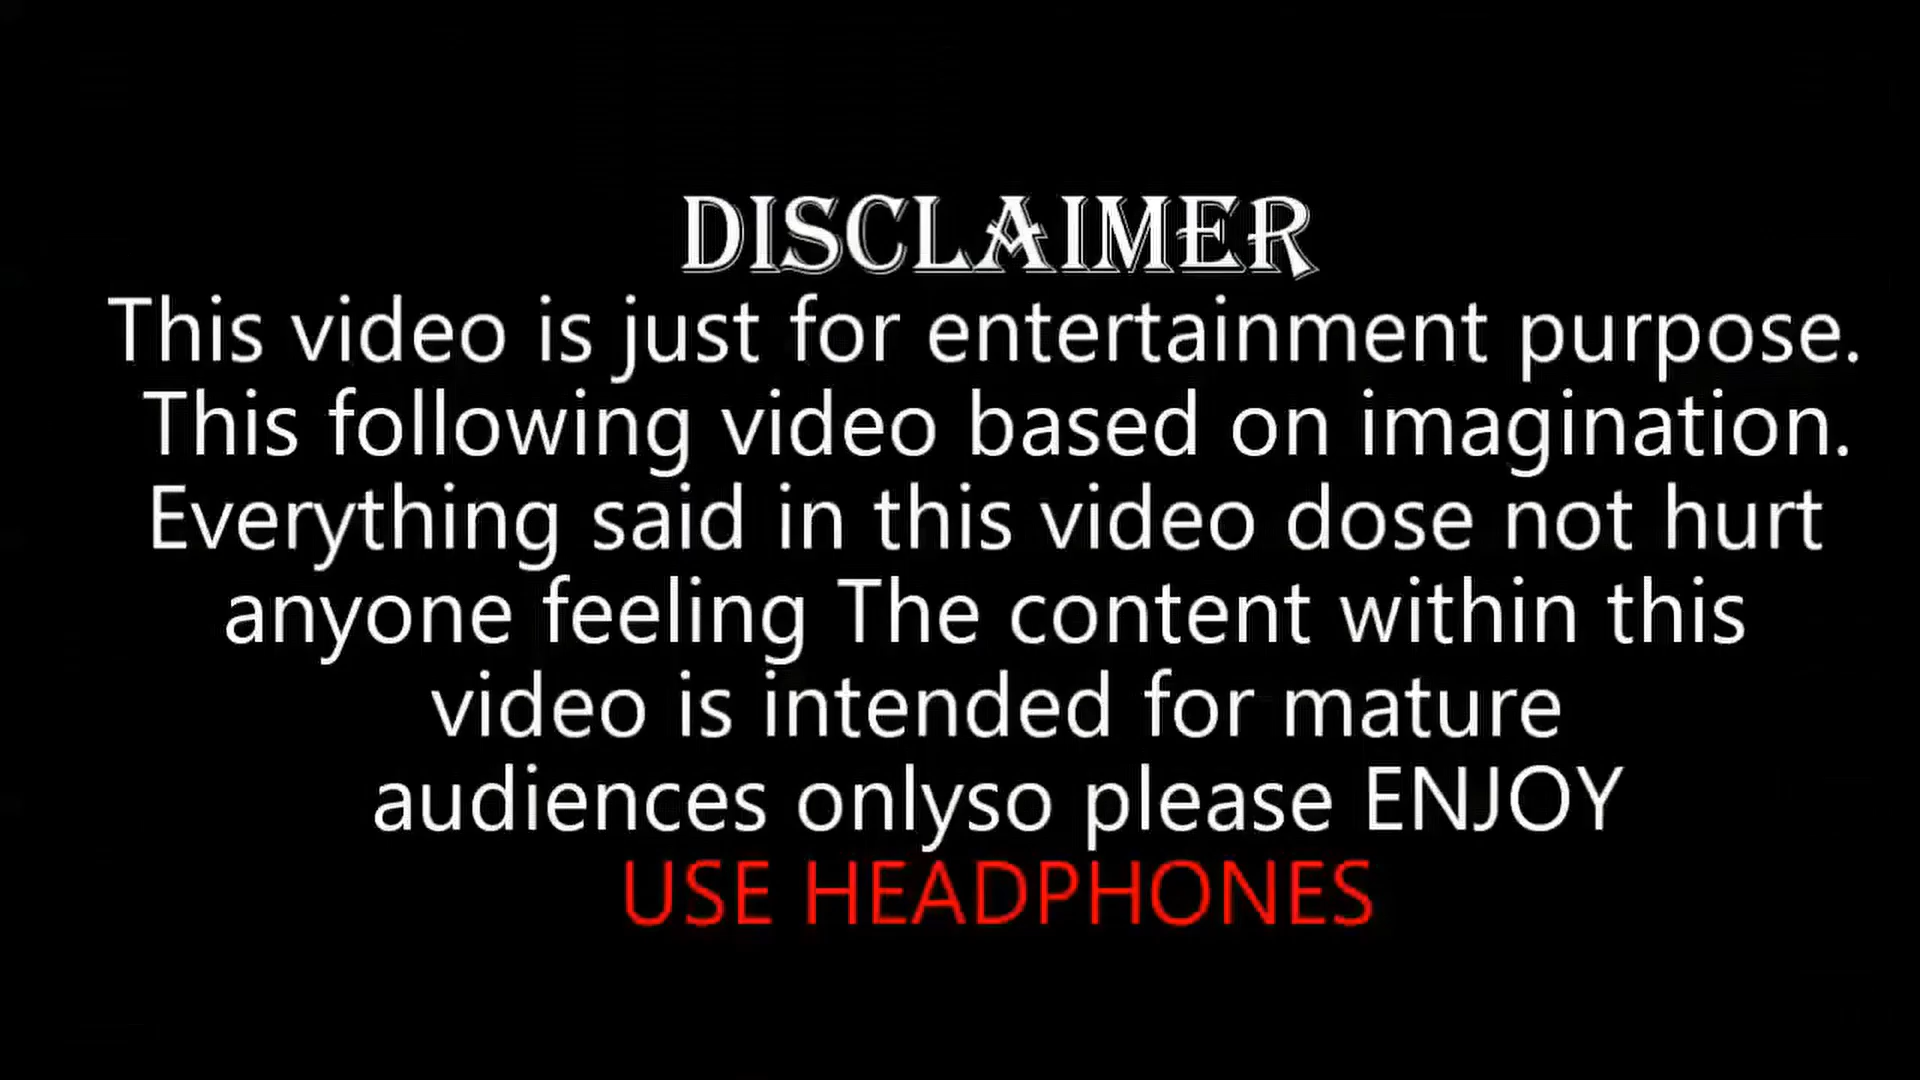 DISCLAIMER
This video is just for entertainment purpose.
This following video based on imagination.
Everything said in this video dose not hurt
anyone feeling The content within this
video is intended for mature
audiences onlyso please ENJOY
USE HEADPHONES